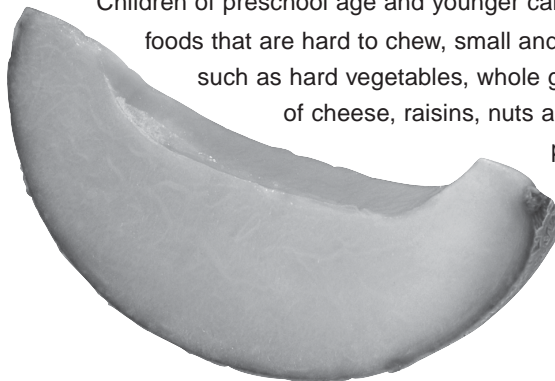 Children of preschool age and younger can
foods that are hard to chew, small and
such as hard vegetables, whole g
of cheese, raisins, nuts a
p